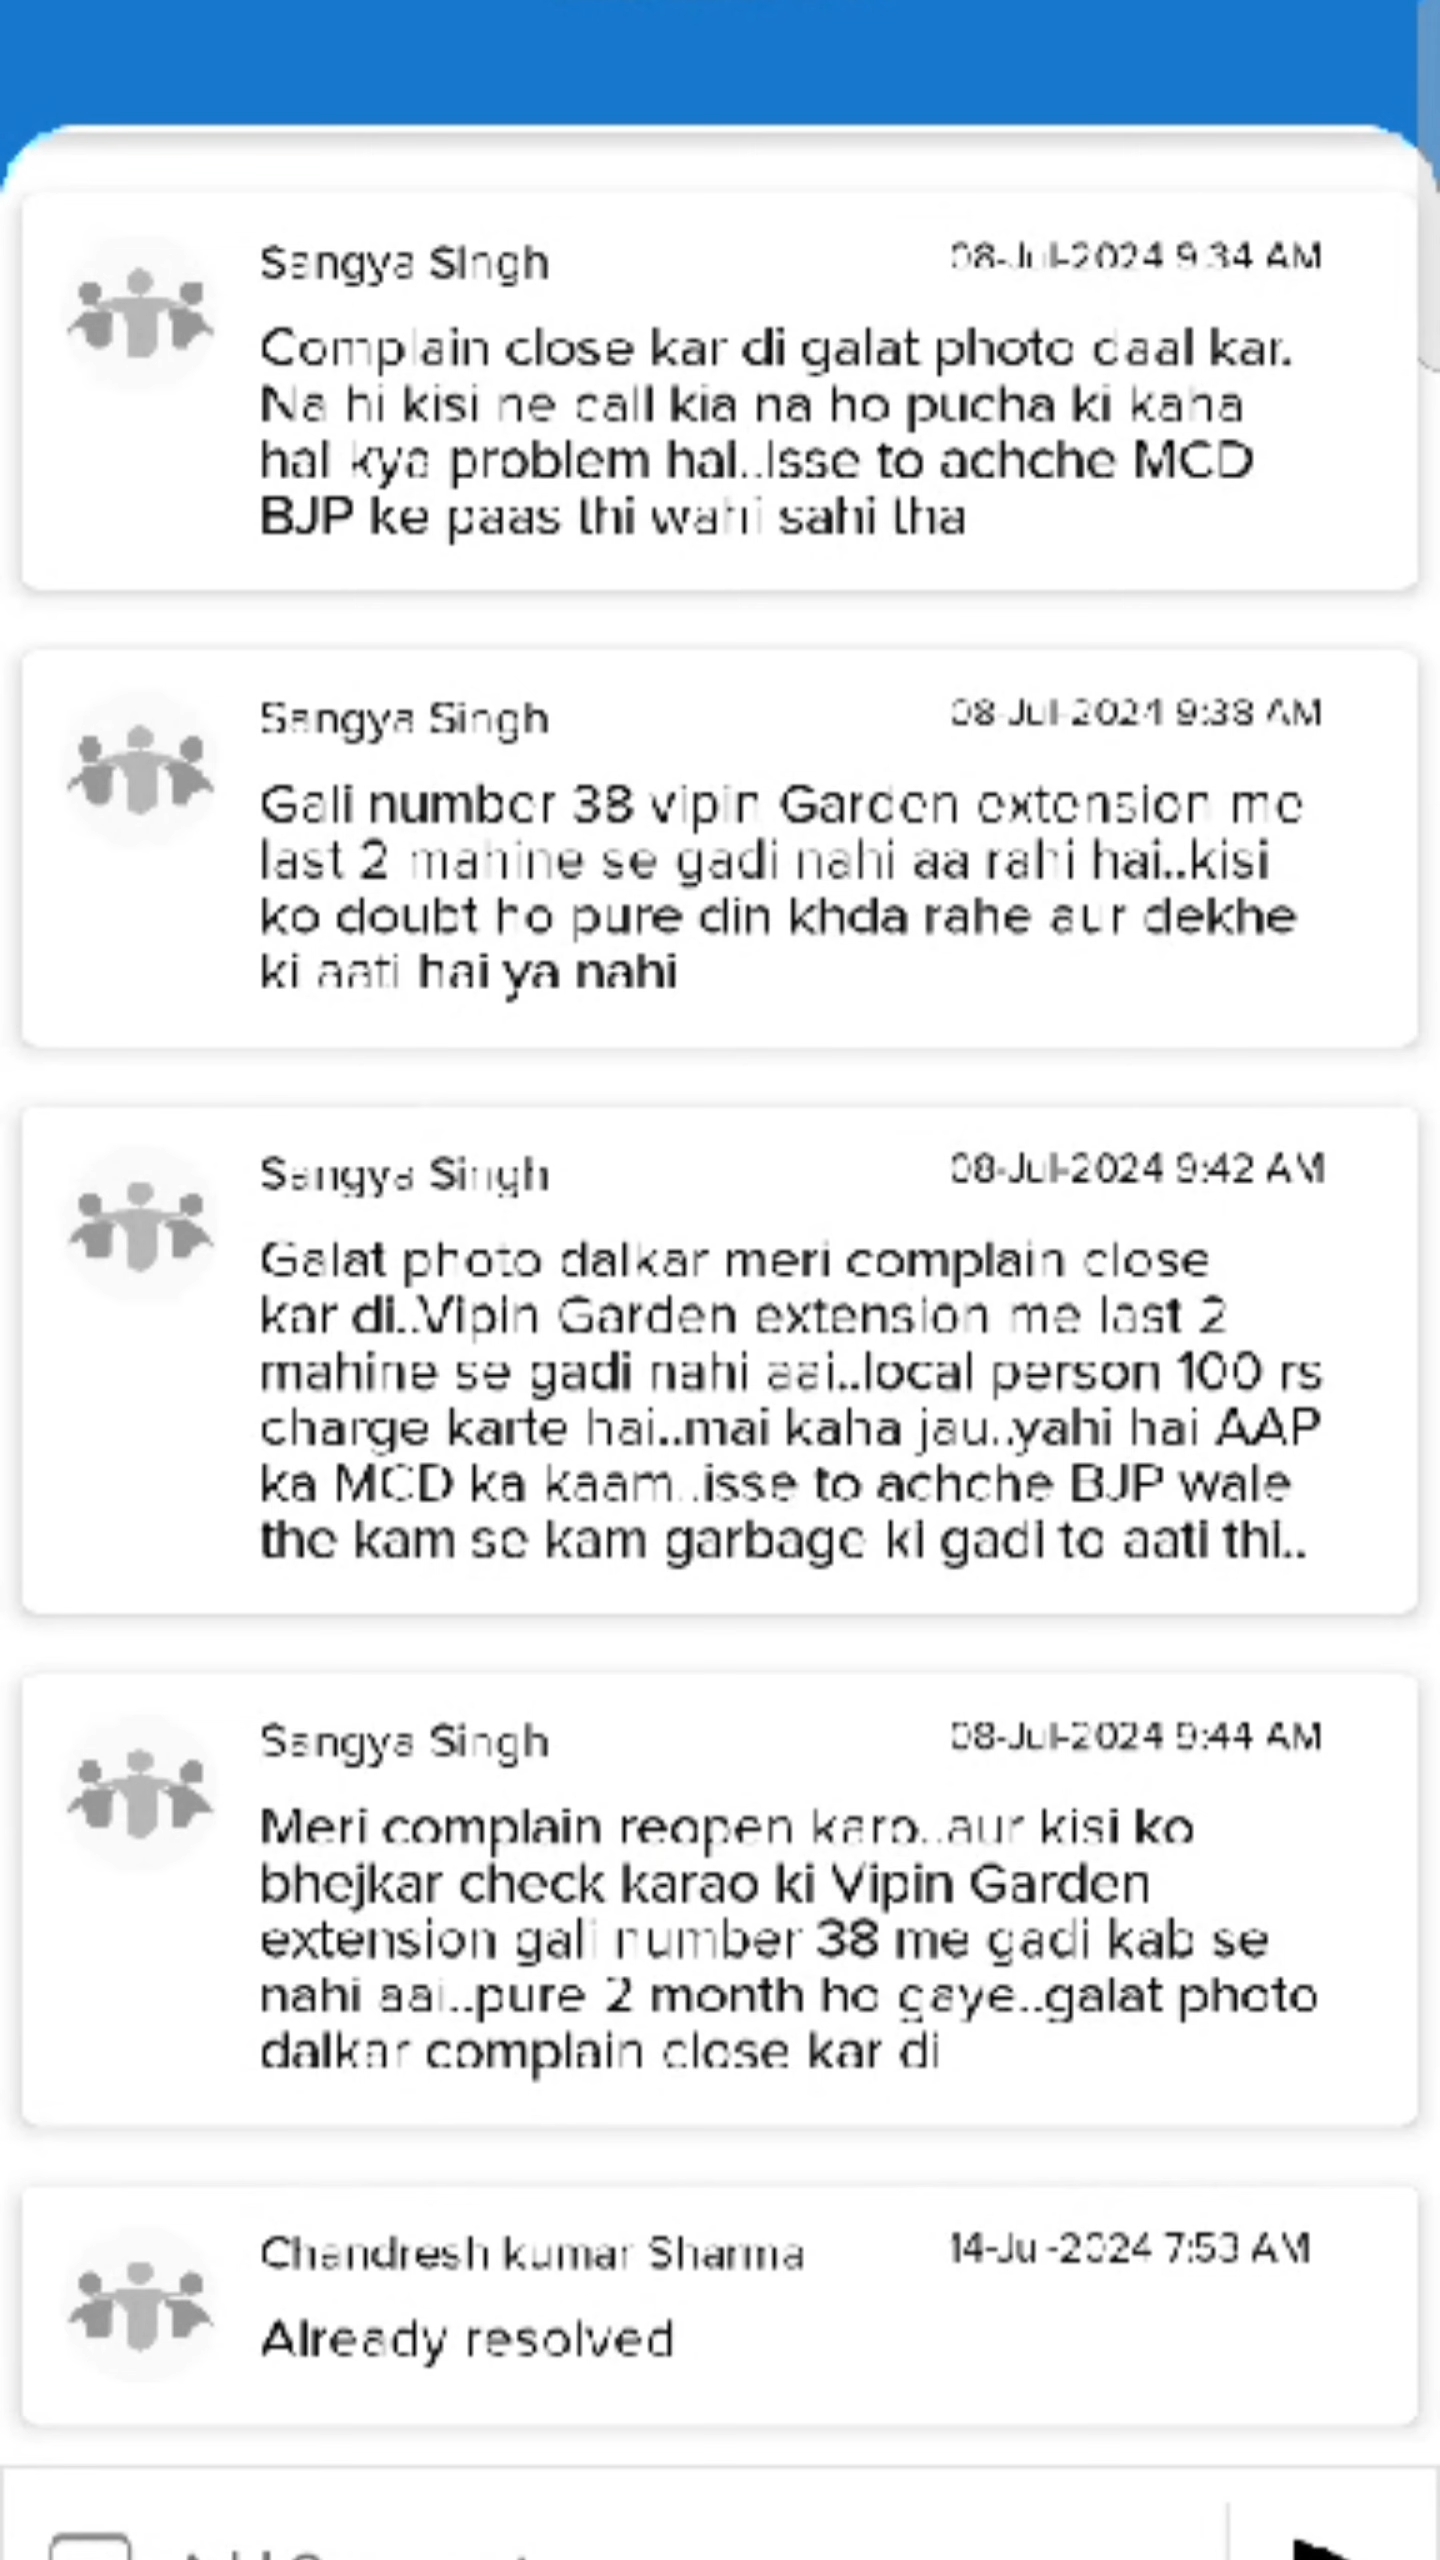 Sangya Singh
08-Jul-2024 9:34 AM
Complain close kar di galat photo daal kar.
Na hi kisi ne call kia na ho pucha ki kaha
hai kya problem hai..Isse to achche MCD
BJP ke paas thi wahi sahi tha
Sangya Singh
08-Jul-2024 9:38 AM
Gali number 38 vipin Garden extension me
last 2 mahine se gadi nahi aa rahi hai..kisi
ko doubt ho pure din khda rahe aur dekhe
ki aati hai ya nahi
Sangya Singh
08-Jul-2024 9:42 AM
Galat photo dalkar meri complain close
kar di..Vipin Garden extension me last 2
mahine se gadi nahi aai..local person 100 rs
charge karte hai..mai kaha jau..yahi hai AAP
ka MCD ka kaam..isse to achche BJP wale
the kam se kam garbage ki gadi to aati thi..
Sangya Singh
08-Jul-2024 9:44 AM
Meri complain reopen karo..aur kisi ko
bhejkar check karao ki Vipin Garden
extension gali number 38 me gadi kab se
nahi aai..pure 2 month ho gaye..galat photo
dalkar complain close kar di
Chandresh kumar Sharma
14-Jul-2024 7:53 AM
Already resolved